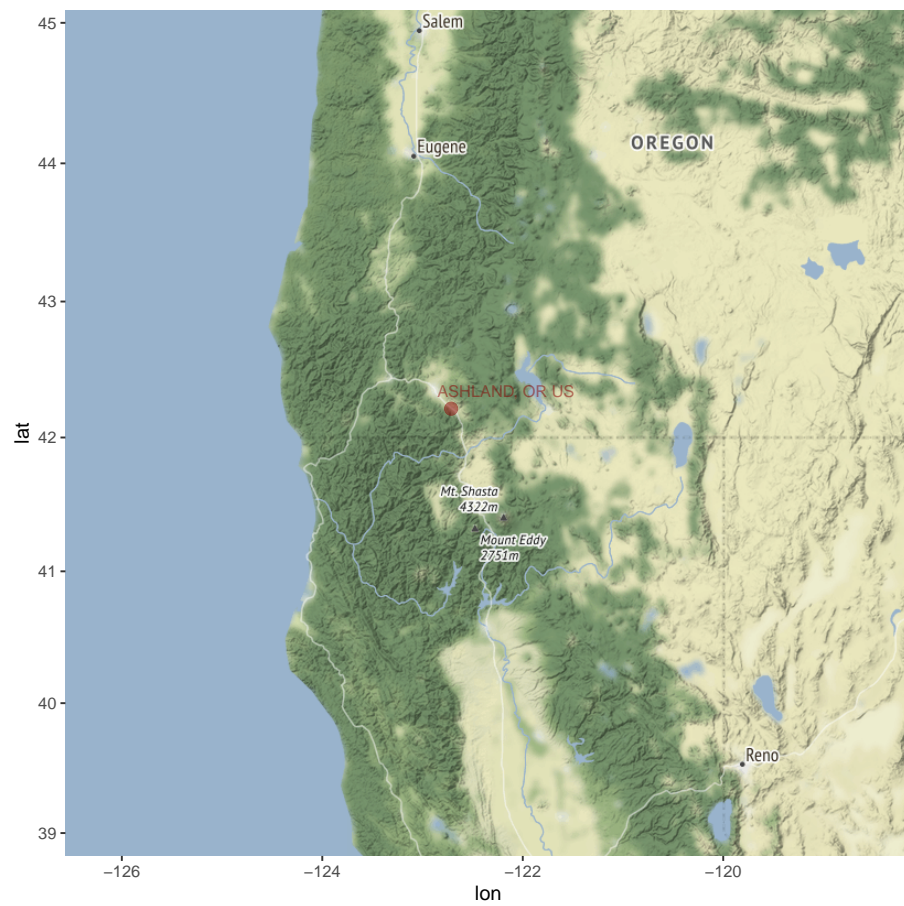 45
Salem
OREGON
44
Eugene
43
ASHLAND, OR US
42
Mt. Shasta
4322m
Mount Eddy
2751m
41
40
Reno
39
−126
−124
−122
−120
lat
lon